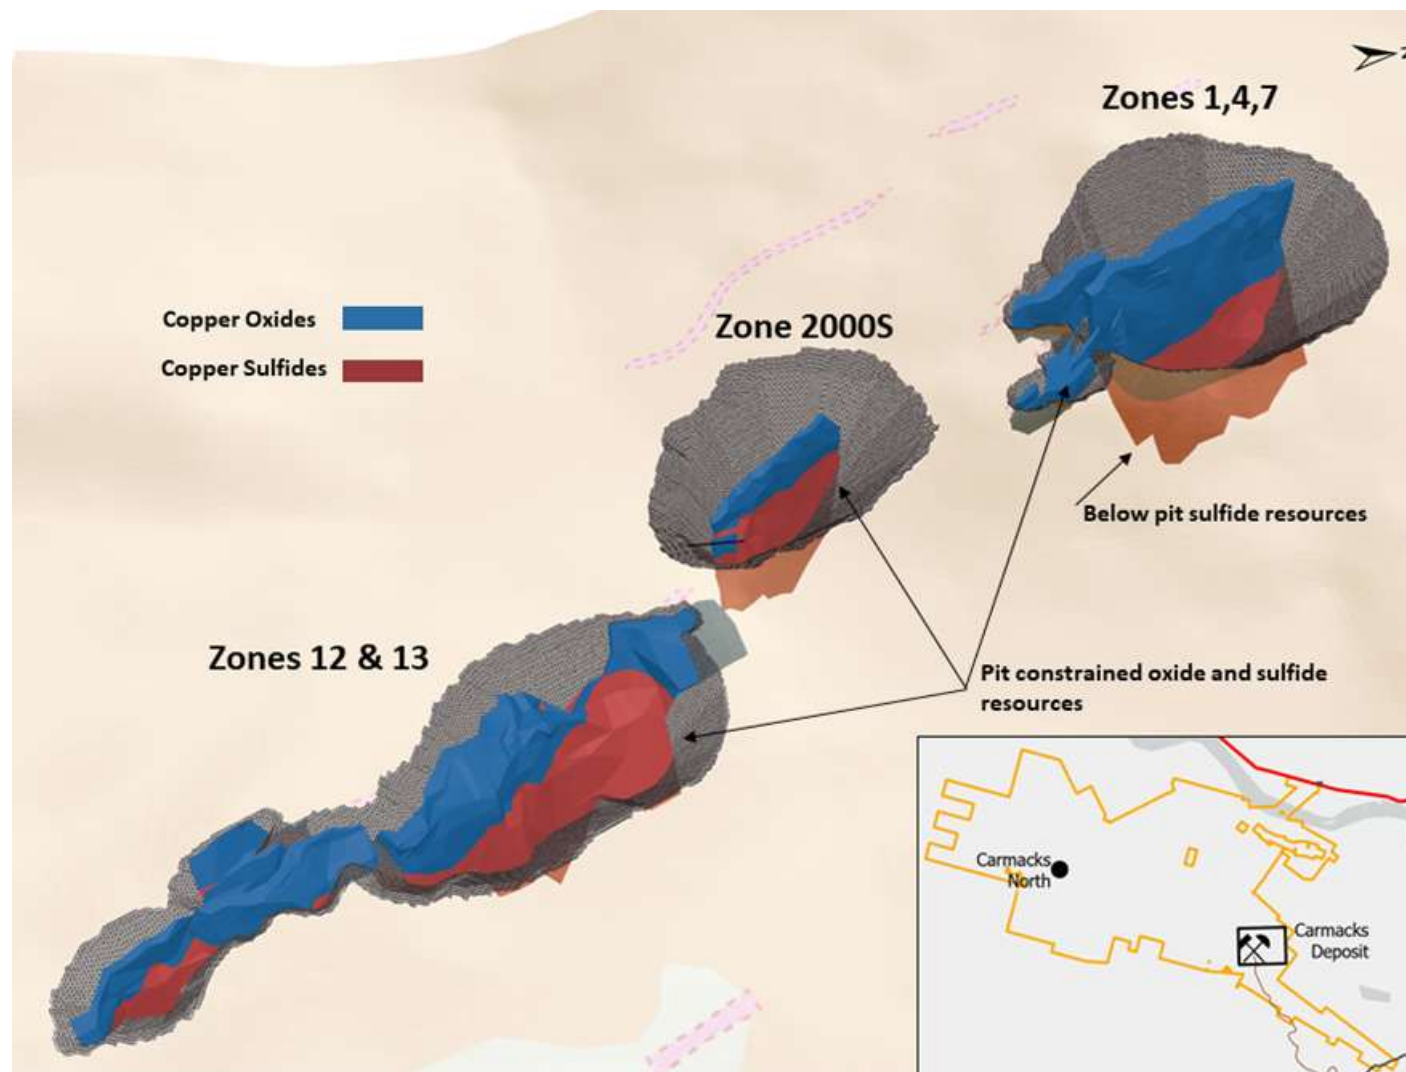 Zones 1,4,7
Zone 2000S
Copper Oxides
Copper Sulfides
Below pit sulfide resources
Zones 12 & 13
Pit constrained oxide and sulfide
resources
Carmacks
North
Carmacks
Deposit